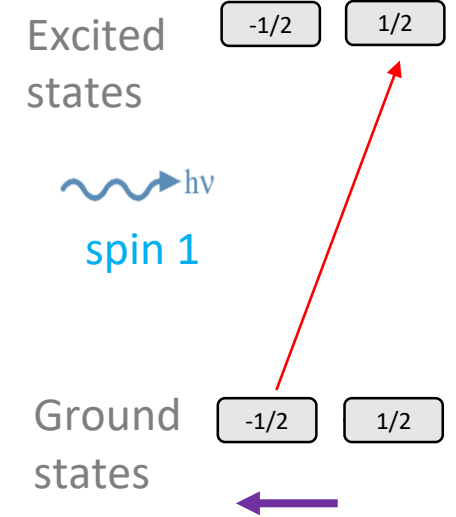 Excited
states
-1/2
1/2
hν
spin 1
Ground
states
-1/2
1/2